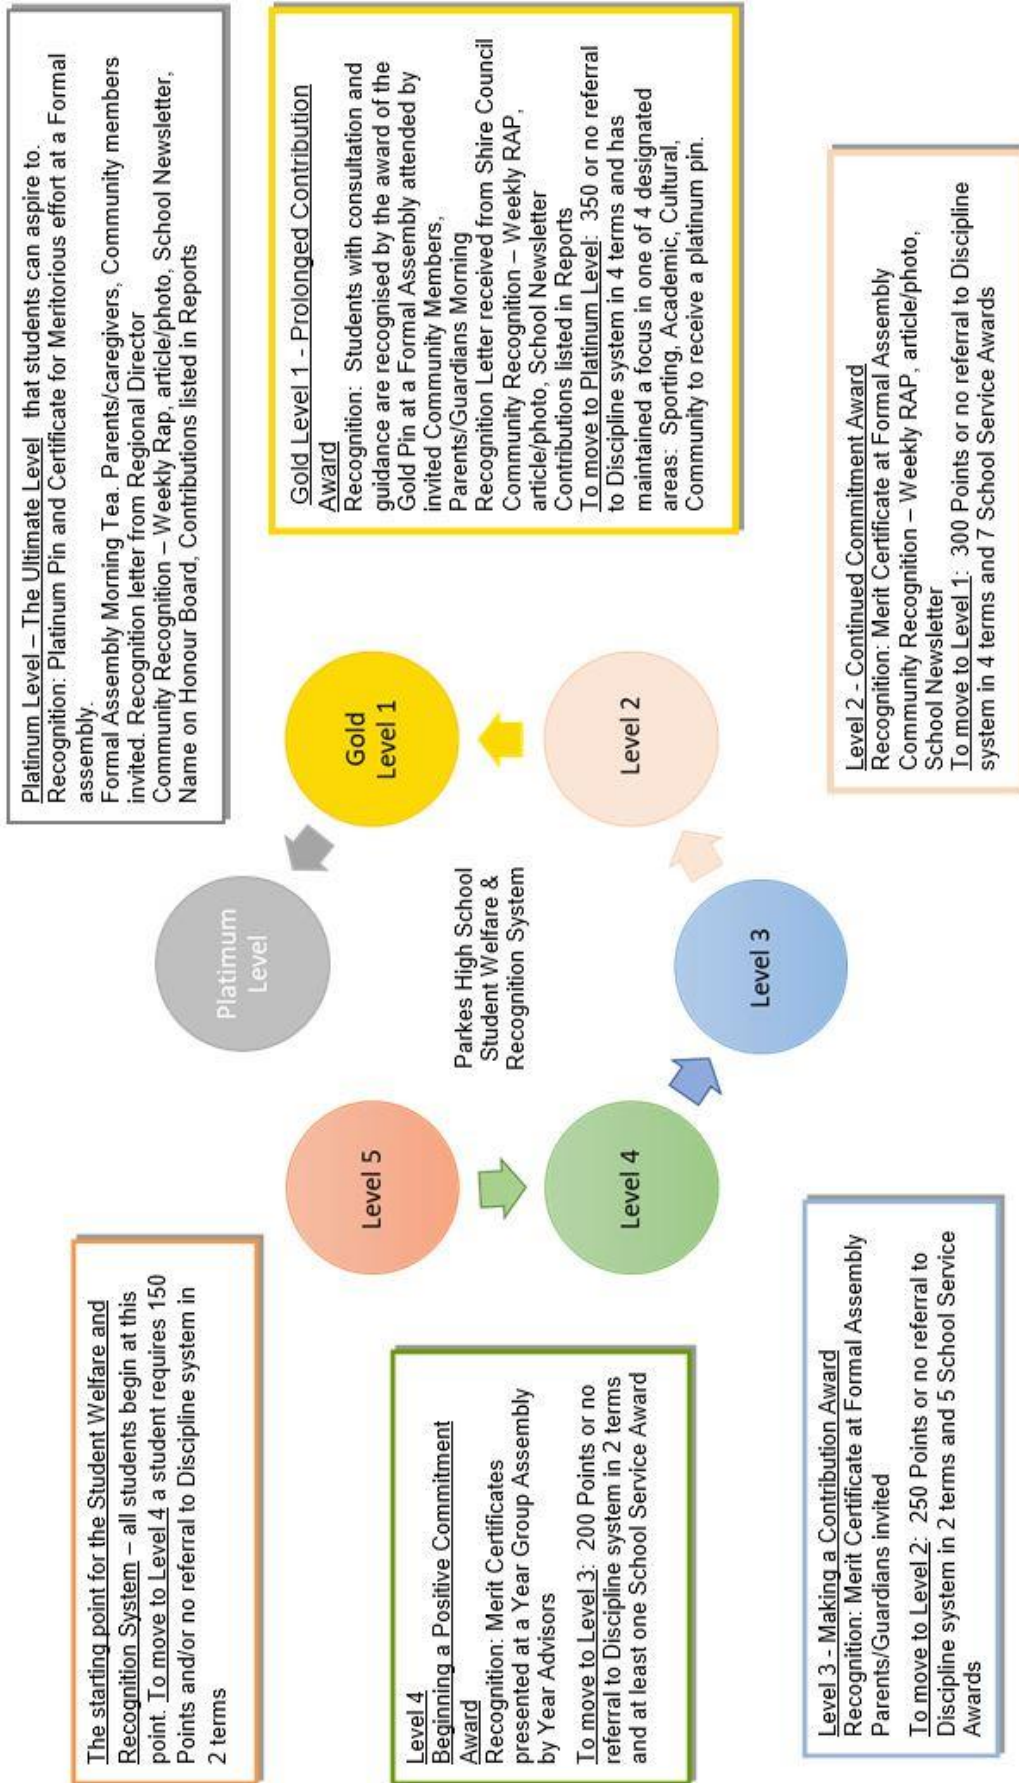 The starting point for the Student Welfare and
Recognition System – all students begin at this
point. To move to Level 4 a student requires 150
Points and/or no referral to Discipline system in
2 terms
Level 4
Beginning a Positive Commitment
Award
Recognition: Merit Certificates
presented at a Year Group Assembly
by Year Advisors
To move to Level 3: 200 Points or no
referral to Discipline system in 2 terms
and at least one School Service Award
Level 3 - Making a Contribution Award
Recognition: Merit Certificate at Formal Assembly
Parents/Guardians invited
To move to Level 2: 250 Points or no referral to
Discipline system in 2 terms and 5 School Service
Awards
Level 5
Level 4
Level 3
Platimum
Level
Parkes High School
Student Welfare &
Recognition System
Gold
Level 1
Level 2
Platinum Level – The Ultimate Level that students can aspire to.
Recognition: Platinum Pin and Certificate for Meritorious effort at a Formal
assembly.
Formal Assembly Morning Tea. Parents/caregivers, Community members
invited. Recognition letter from Regional Director
Community Recognition – Weekly Rap, article/photo, School Newsletter,
Name on Honour Board, Contributions listed in Reports
Gold Level 1 - Prolonged Contribution
Award
Recognition: Students with consultation and
guidance are recognised by the award of the
Gold Pin at a Formal Assembly attended by
invited Community Members,
Parents/Guardians Morning
Recognition Letter received from Shire Council
Community Recognition – Weekly RAP,
article/photo, School Newsletter
Contributions listed in Reports
To move to Platinum Level: 350 or no referral
to Discipline system in 4 terms and has
maintained a focus in one of 4 designated
areas: Sporting, Academic, Cultural,
Community to receive a platinum pin.
Level 2 - Continued Commitment Award
Recognition: Merit Certificate at Formal Assembly
Community Recognition – Weekly RAP, article/photo,
School Newsletter
To move to Level 1: 300 Points or no referral to Discipline
system in 4 terms and 7 School Service Awards